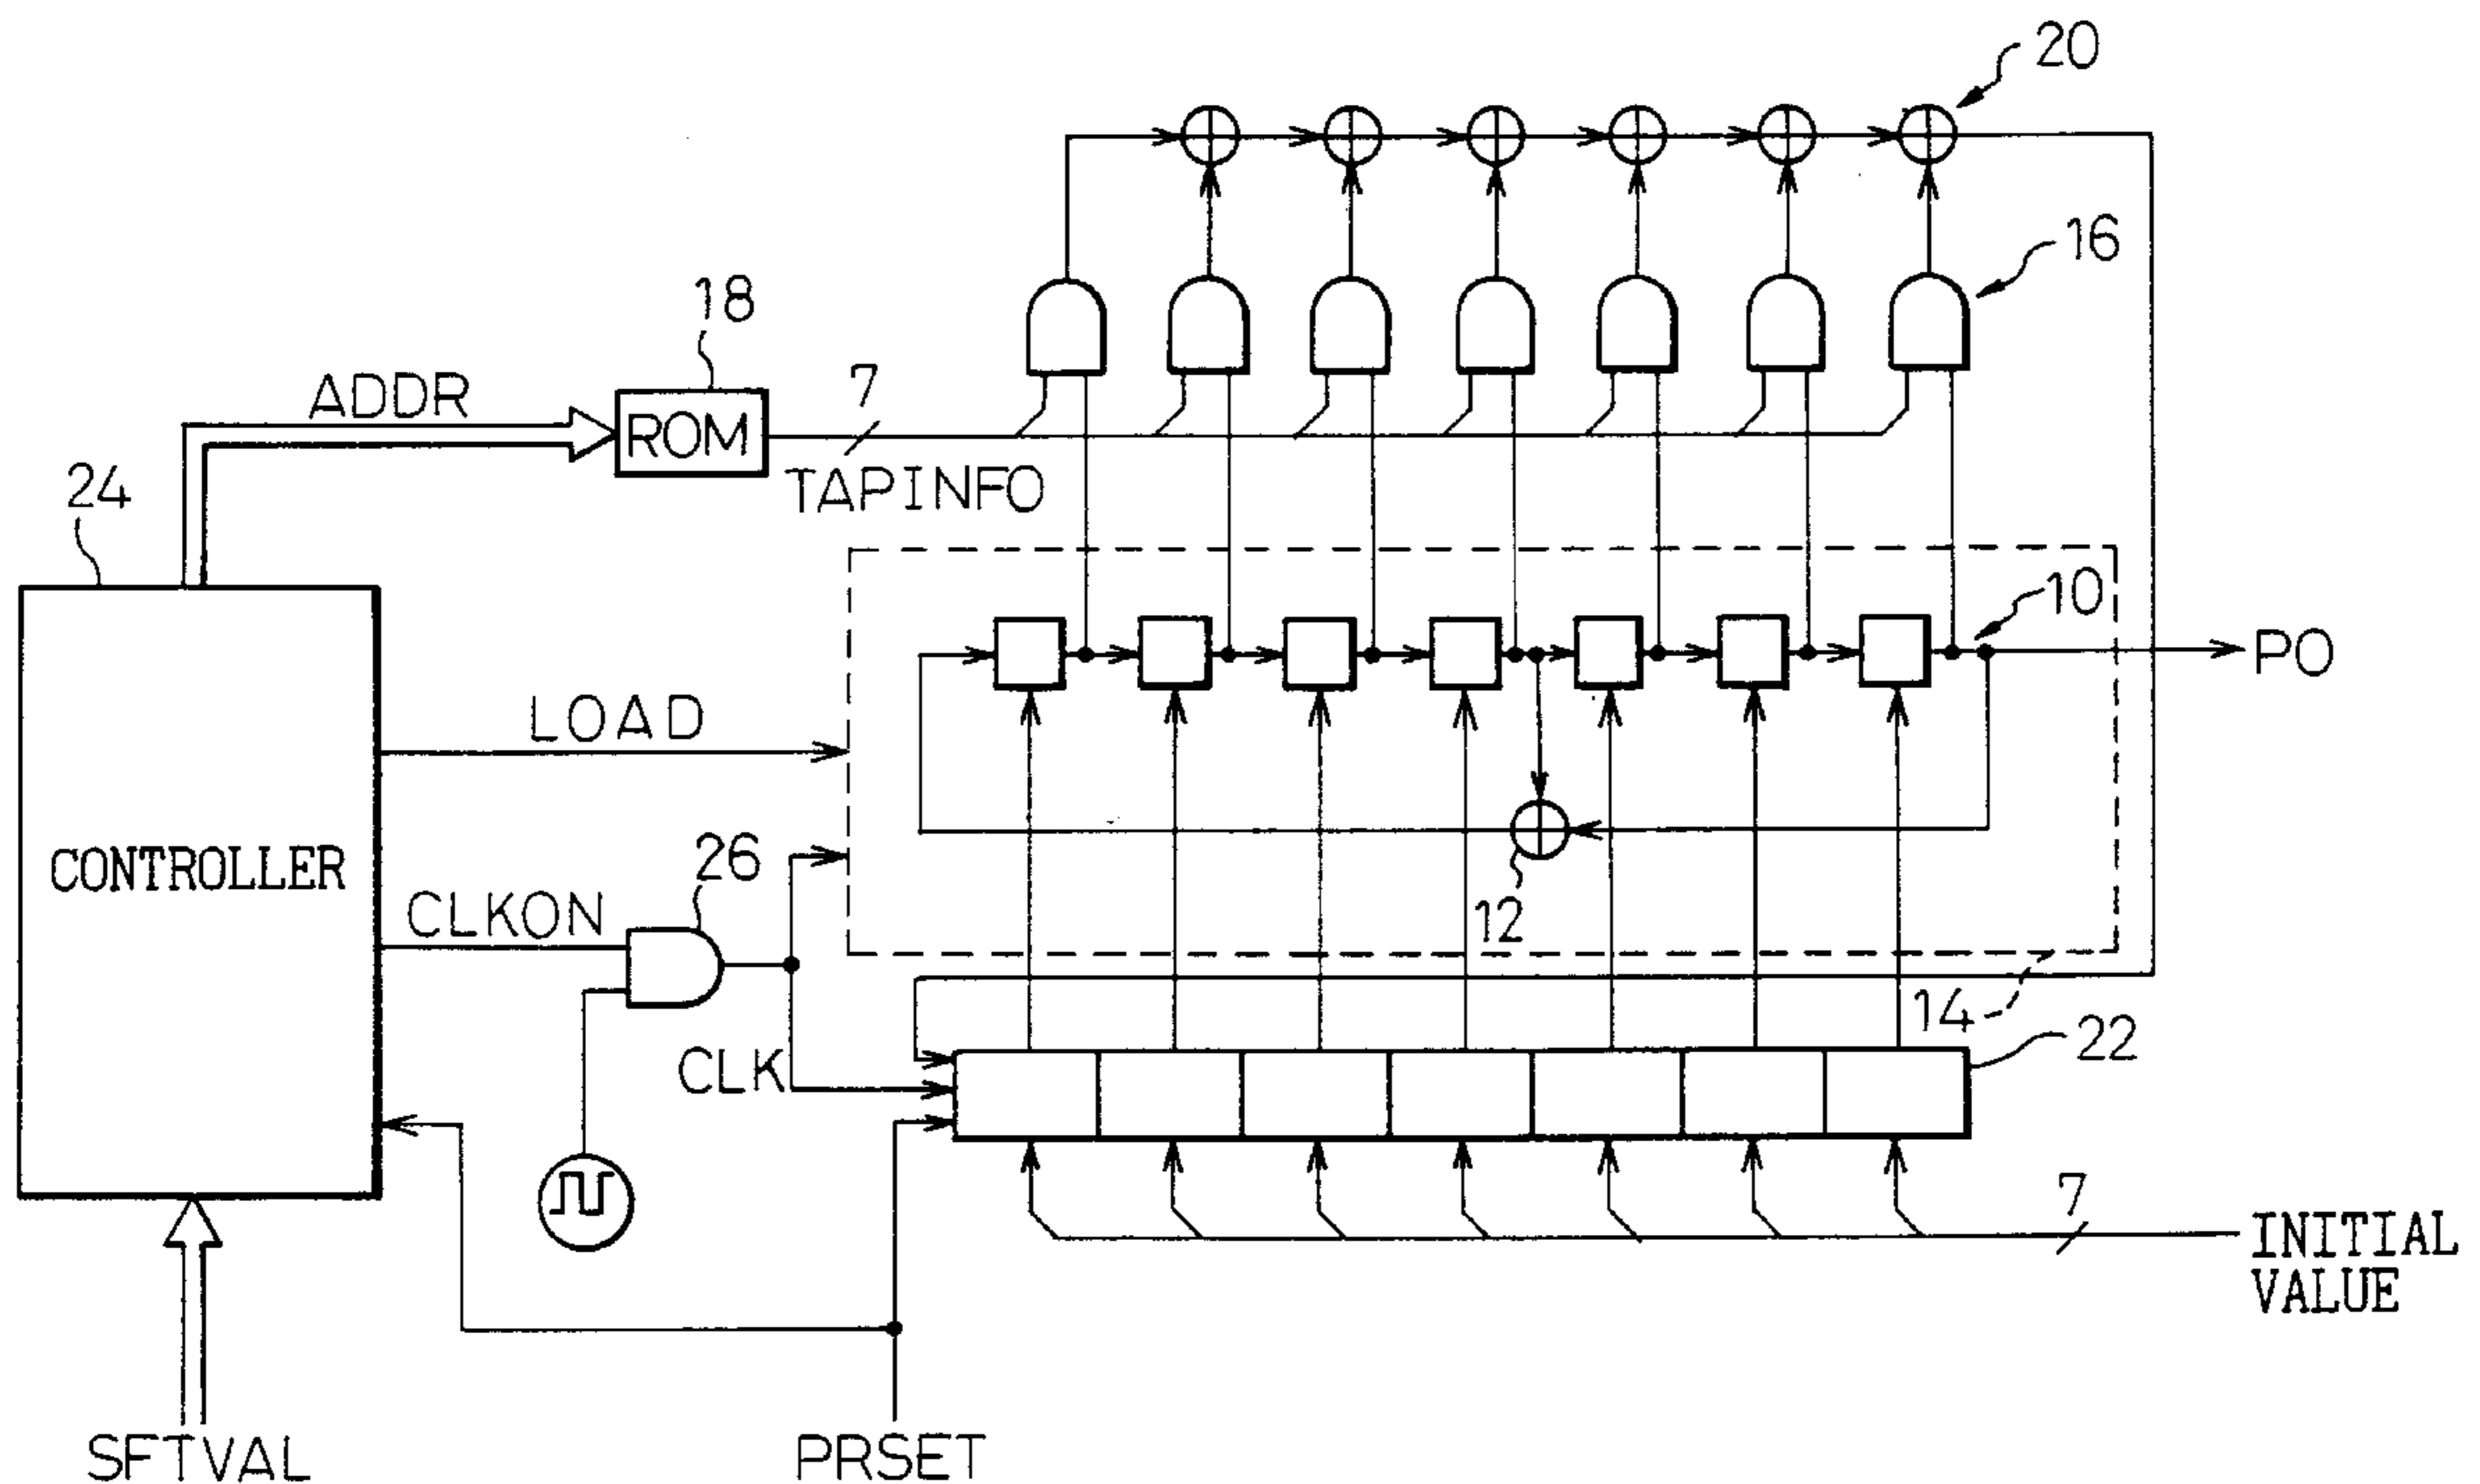 20
16
18
7
ADDR
ROM
TAPINFO
24
10
PO
LOAD
26
CONTROLLER
CLKON
12
14
22
CLK
7
INITIAL
VALUE
SFTVAL
PRSET